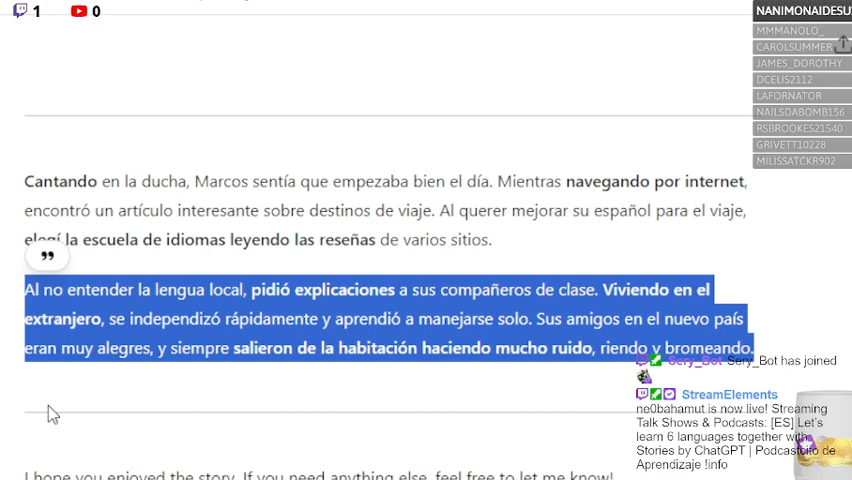 1 0
NANIMONAIDESU
MMMANOLO_
CAROLSUMMER
JAMES_DOROTHY
DCELIS2112
LAFORNATOR
NAILSDABOMB156
RSBROOKES21540
GRIVETT10228
MILISSATCKR902
Cantando en la ducha, Marcos sentía que empezaba bien el día. Mientras navegando por internet,
encontró un artículo interesante sobre destinos de viaje. Al querer mejorar su español para el viaje,
elegí la escuela de idiomas leyendo las reseñas de varios sitios.
Al no entender la lengua local, pidió explicaciones a sus compañeros de clase. Viviendo en el
extranjero, se independizó rápidamente y aprendió a manejarse solo. Sus amigos en el nuevo país
eran muy alegres, y siempre salieron de la habitación haciendo mucho ruido, riendo y bromeando.
Sery_Bot Sery_Bot has joined
StreamElements
ne0bahamut is now live! Streaming
Talk Shows & Podcasts: [ES] Let's
learn 6 languages together with
Stories by ChatGPT | Podcastcito de
Aprendizaje !info
I hope you enjoyed the story. If you need anything else, feel free to let me know!